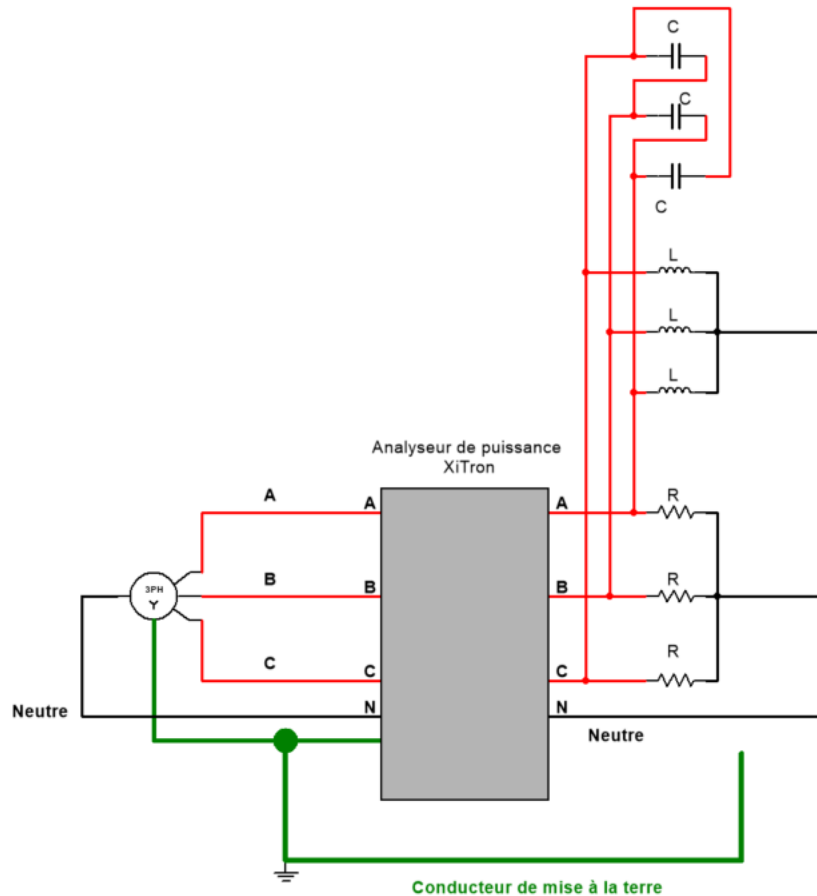 C
C
C
L
L
L
Analyseur de puissance
XiTron
A
A
A
R
3PH
B
B
B
R
C
C
C
R
N
N
Neutre
Neutre
Conducteur de mise à la terre